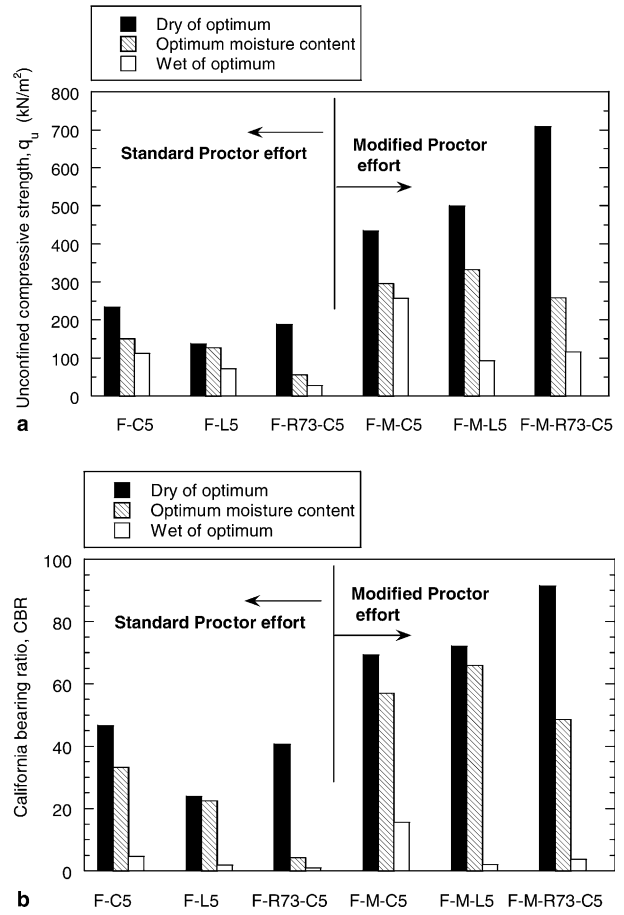 Dry of optimum
Optimum moisture content
Wet of optimum
Unconfined compressive strength, qu (kN/m²)
800
700
600
500
400
300
200
100
0
Standard Proctor effort
Modified Proctor
effort
F-C5 F-L5 F-R73-C5 F-M-C5 F-M-L5 F-M-R73-C5
a
Dry of optimum
Optimum moisture content
Wet of optimum
California bearing ratio, CBR
100
80
60
40
20
0
Standard Proctor effort
Modified Proctor
effort
F-C5 F-L5 F-R73-C5 F-M-C5 F-M-L5 F-M-R73-C5
b